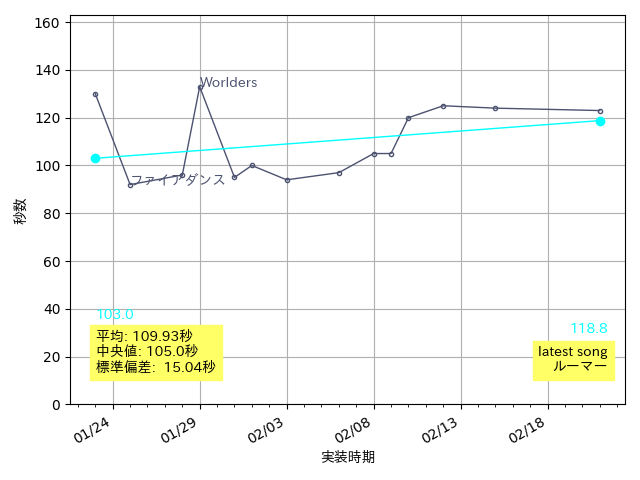 160
140
120
100
80
60
40
20
0
秒数
Worlders
ファイアダンス
103.0
118.8
平均: 109.93秒
中央値: 105.0秒
標準偏差: 15.04秒
latest song
ルーマー
01/24
01/29
02/03
02/08
02/13
02/18
実装時期